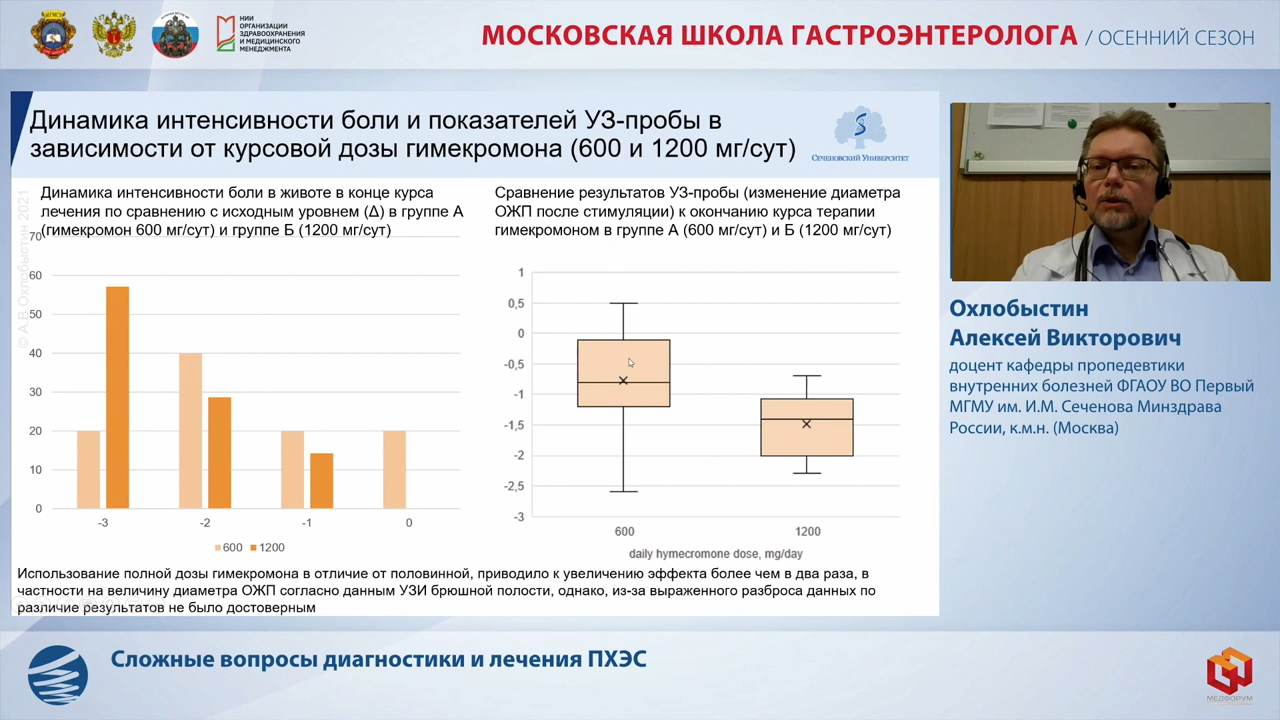 НИИ
ОРГАНИЗАЦИИ
ЗДРАВООХРАНЕНИЯ
И МЕДИЦИНСКОГО
МЕНЕДЖМЕНТА
МОСКОВСКАЯ ШКОЛА ГАСТРОЭНТЕРОЛОГА / ОСЕННИЙ СЕЗОН
Динамика интенсивности боли и показателей УЗ-пробы в
зависимости от курсовой дозы гимекромона (600 и 1200 мг/сут)
Сеченовский Университет
© А.В.Охлобыстин 2021
Динамика интенсивности боли в животе в конце курса
лечения по сравнению с исходным уровнем (Δ) в группе А
(гимекромон 600 мг/сут) и группе Б (1200 мг/сут)
70
60
50
40
30
20
10
0
-3 -2 -1 0
600 1200
Сравнение результатов УЗ-пробы (изменение диаметра
ОЖП после стимуляции) к окончанию курса терапии
гимекромоном в группе А (600 мг/сут) и Б (1200 мг/сут)
1
0,5
0
-0,5
-1
-1,5
-2
-2,5
-3
600 1200
daily hymecromone dose, mg/day
Использование полной дозы гимекромона в отличие от половинной, приводило к увеличению эффекта более чем в два раза, в
частности на величину диаметра ОЖП согласно данным УЗИ брюшной полости, однако, из-за выраженного разброса данных по
различие результатов не было достоверным
Охлобыстин
Алексей Викторович
доцент кафедры пропедевтики
внутренних болезней ФГАОУ ВО Первый
МГМУ им. И.М. Сеченова Минздрава
России, к.м.н. (Москва)
Сложные вопросы диагностики и лечения ПХЭС
МЕДФОРУМ